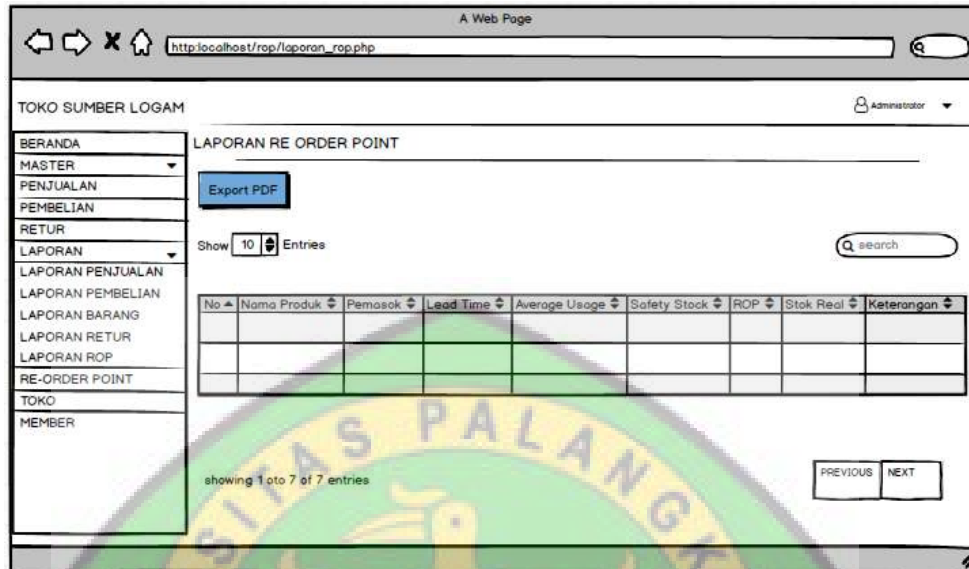 A Web Page
http:localhost/rop/laporan_rop.php
TOKO SUMBER LOGAM
Administrator
BERANDA
MASTER
PENJUALAN
PEMBELIAN
RETUR
LAPORAN
LAPORAN PENJUALAN
LAPORAN PEMBELIAN
LAPORAN BARANG
LAPORAN RETUR
LAPORAN ROP
RE-ORDER POINT
TOKO
MEMBER
LAPORAN RE ORDER POINT
Export PDF
Show 10 Entries
search
No Nama Produk Pemasok Lead Time Average Usage Safety Stock ROP Stok Real Keterangan
showing 1 oto 7 of 7 entries
PREVIOUS NEXT
SITAS PALANGK